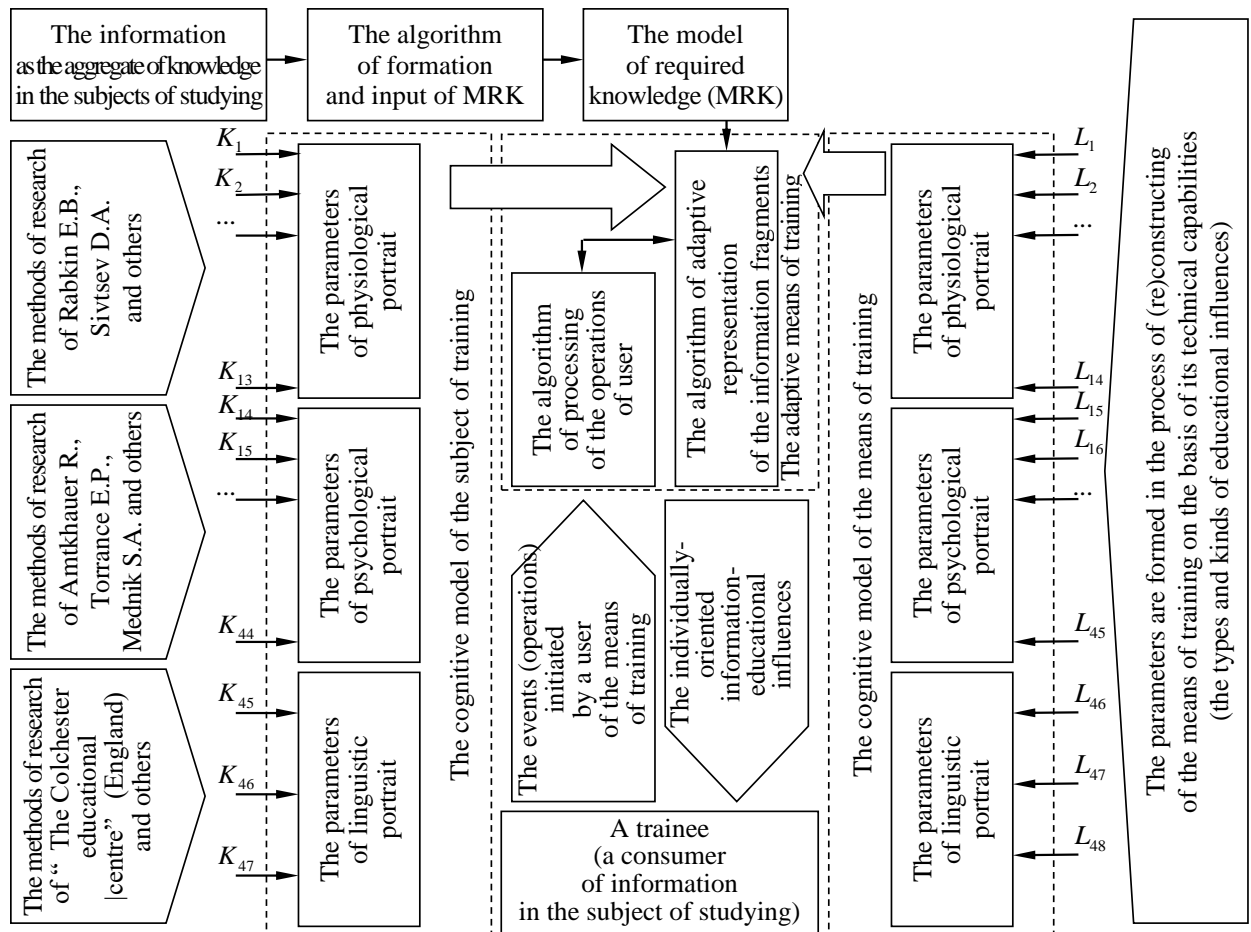 The information
as the aggregate of knowledge
in the subjects of studying
The algorithm
of formation
and input of MRK
The model
of required
knowledge (MRK)
The methods of research
of Rabkin E.B.,
Sivtsev D.A.
and others
K1
K2
...
K13
The parameters
of physiological
portrait
The methods of research
of Amtkhauer R.,
Torrance E.P.,
Mednik S.A. and others
K14
K15
...
K44
The parameters
of psychological
portrait
The methods of research
of “ The Colchester
educational
|centre” (England)
and others
K45
K46
K47
The parameters
of linguistic
portrait
The cognitive model of the subject of training
The algorithm
of processing
of the operations
of user
The algorithm of adaptive
representation
of the information fragments
The adaptive means of training
The events (operations)
initiated
by a user
of the means
of training
The individually-
oriented
information-
educational
influences
A trainee
(a consumer
of information
in the subject of studying)
The cognitive model of the means of training
The parameters
of physiological
portrait
L1
L2
...
L14
The parameters
of psychological
portrait
L15
L16
...
L45
The parameters
of linguistic
portrait
L46
L47
L48
The parameters are formed in the process of (re)constructing
of the means of training on the basis of its technical capabilities
(the types and kinds of educational influences)